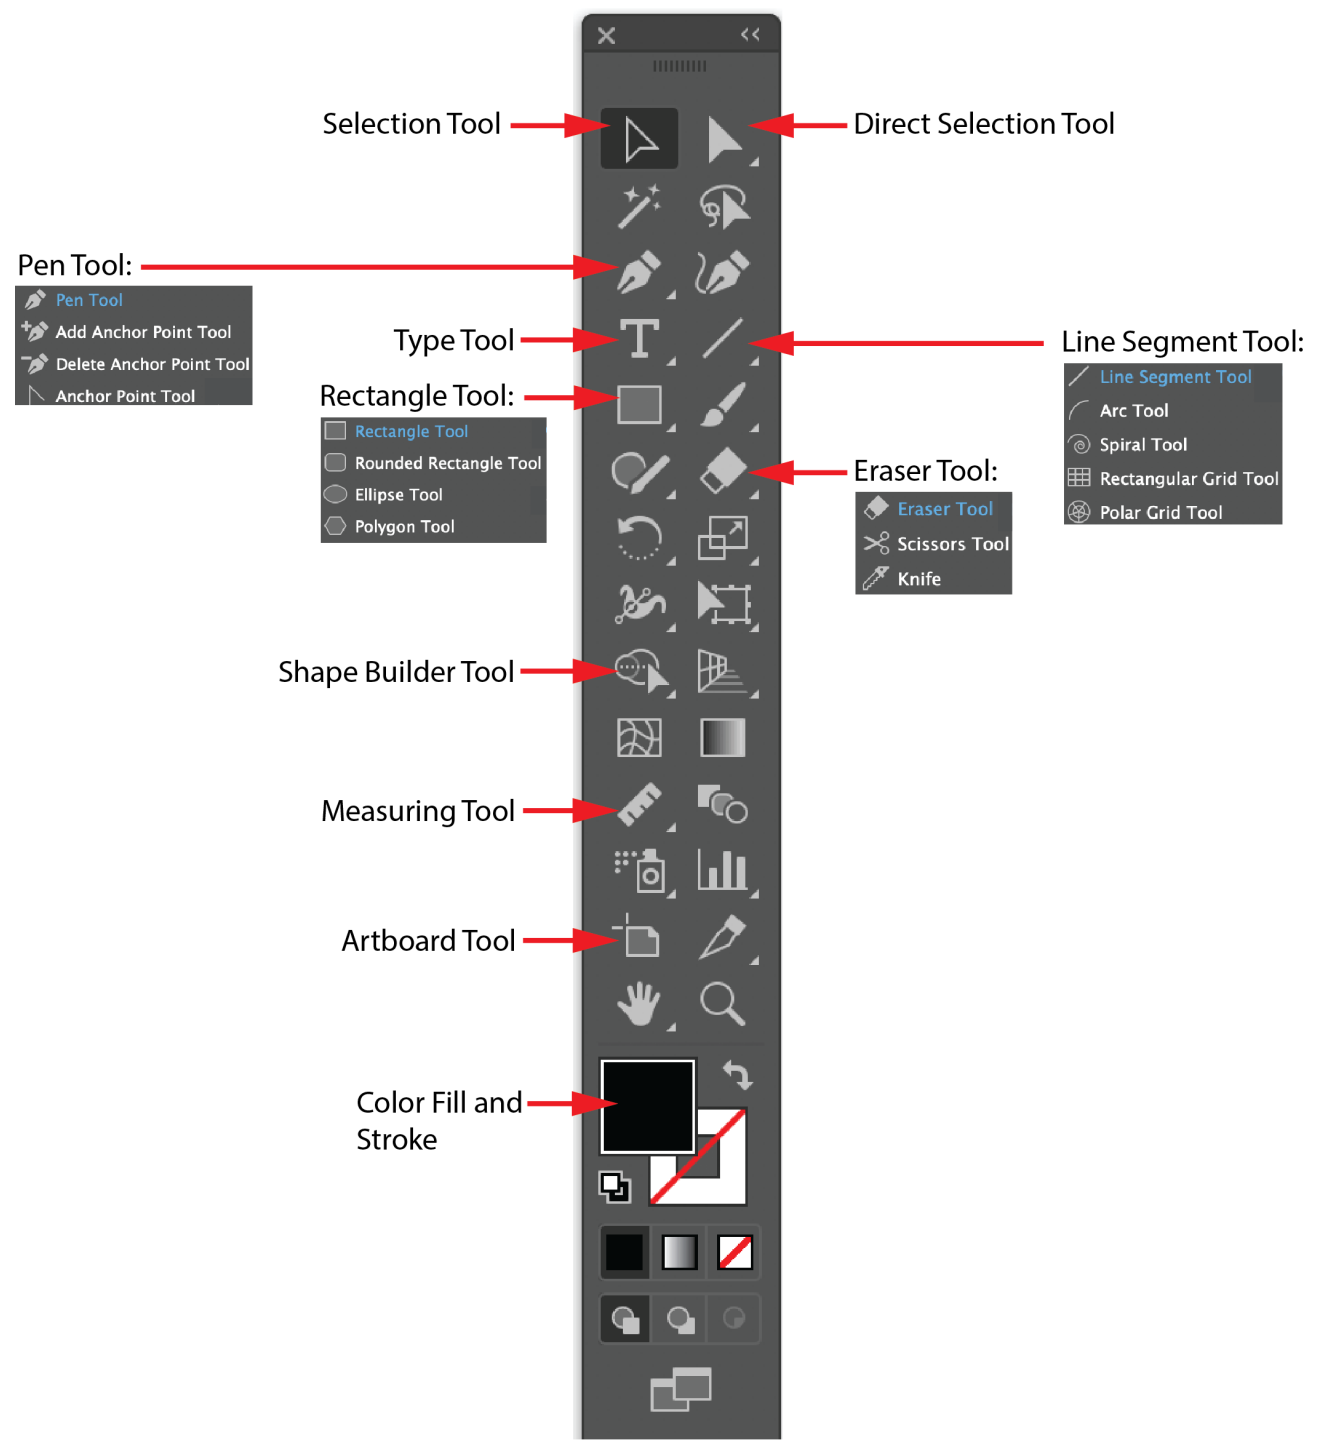 Selection Tool
Direct Selection Tool
Pen Tool:
Pen Tool
Add Anchor Point Tool
Delete Anchor Point Tool
Anchor Point Tool
Type Tool
Line Segment Tool:
Line Segment Tool
Arc Tool
Spiral Tool
Rectangular Grid Tool
Polar Grid Tool
Rectangle Tool:
Rectangle Tool
Rounded Rectangle Tool
Ellipse Tool
Polygon Tool
Eraser Tool:
Eraser Tool
Scissors Tool
Knife
Shape Builder Tool
Measuring Tool
Artboard Tool
Color Fill and
Stroke